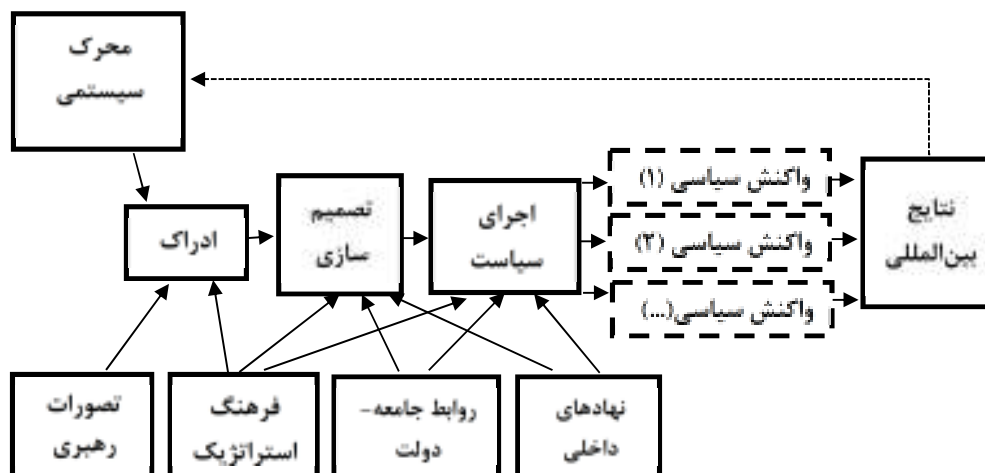 محرک
سیستمی
ادراک
تصمیم
سازی
اجرای
سیاست
واکنش سیاسی (۱)
واکنش سیاسی (۲)
واکنش سیاسی(...)
نتایج
بین‌المللی
تصورات
رهبری
فرهنگ
استراتژیک
روابط جامعه-
دولت
نهادهای
داخلی